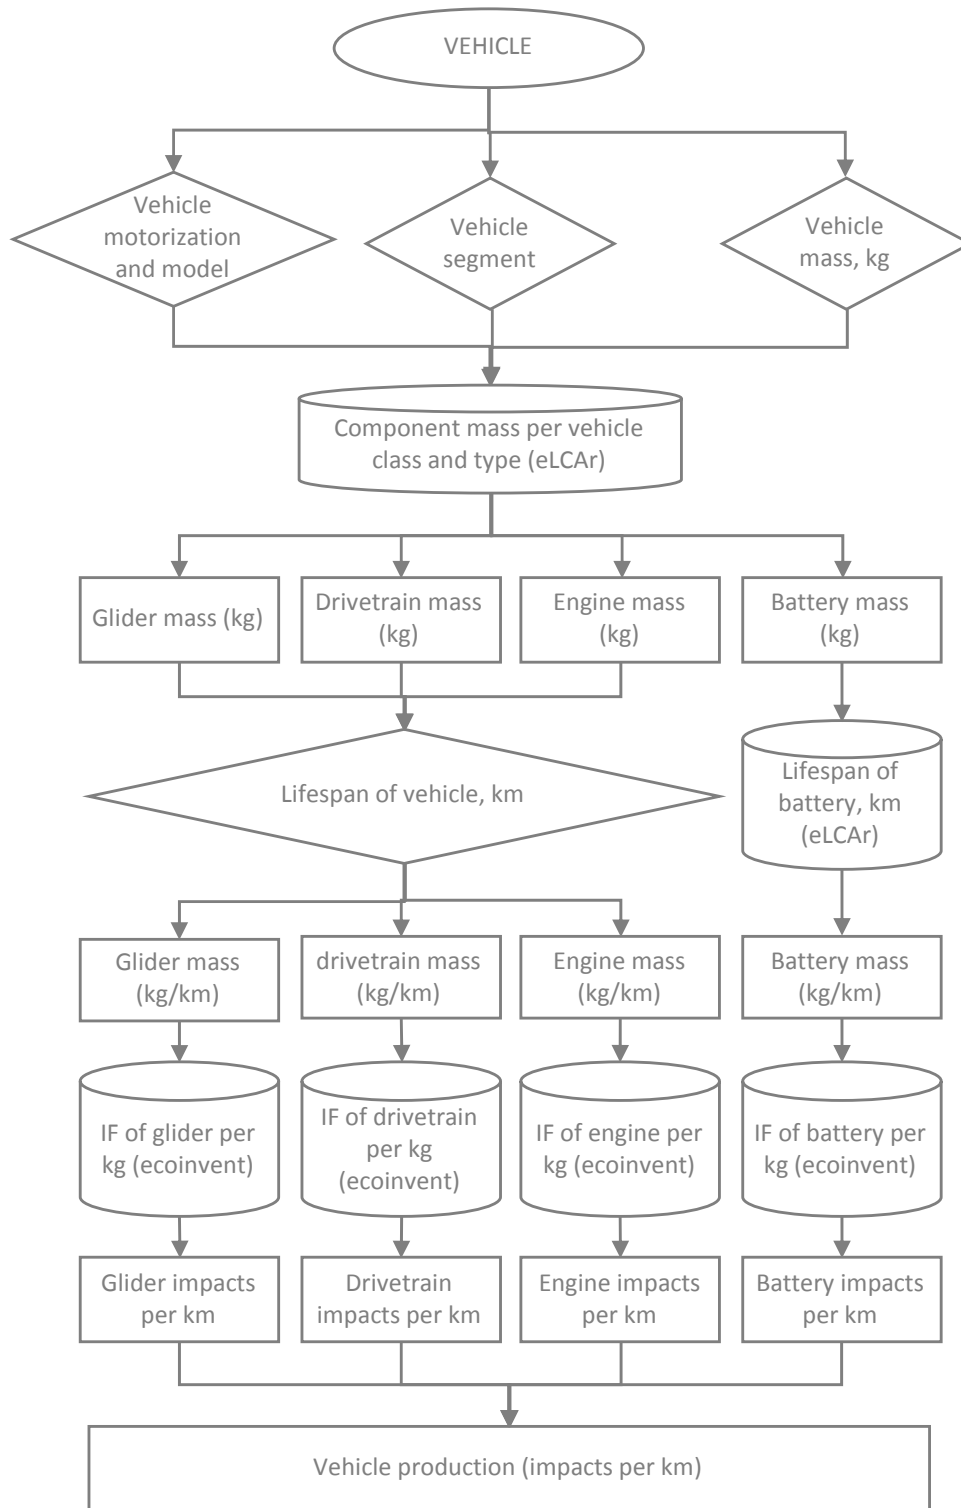 VEHICLE
Vehicle
motorization
and model
Vehicle
segment
Vehicle
mass, kg
Component mass per vehicle
class and type (eLCAr)
Glider mass (kg)
Drivetrain mass
(kg)
Engine mass
(kg)
Battery mass
(kg)
Lifespan of vehicle, km
Lifespan of
battery, km
(eLCAr)
Glider mass
(kg/km)
drivetrain mass
(kg/km)
Engine mass
(kg/km)
Battery mass
(kg/km)
IF of glider per
kg (ecoinvent)
IF of drivetrain
per kg
(ecoinvent)
IF of engine per
kg (ecoinvent)
IF of battery per
kg (ecoinvent)
Glider impacts
per km
Drivetrain
impacts per km
Engine impacts
per km
Battery impacts
per km
Vehicle production (impacts per km)